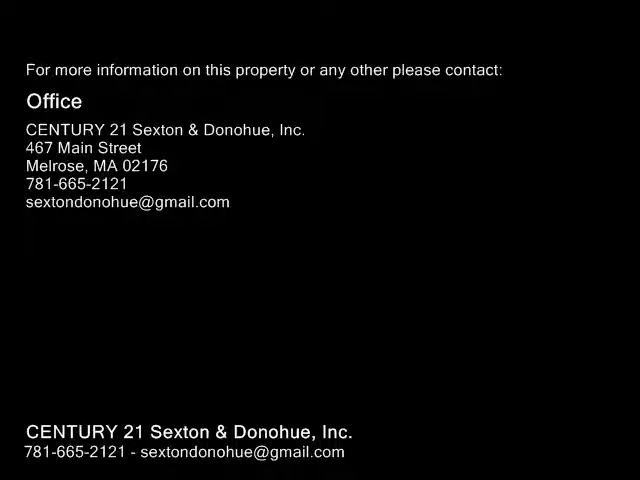 For more information on this property or any other please contact:
Office
CENTURY 21 Sexton & Donohue, Inc.
467 Main Street
Melrose, MA 02176
781-665-2121
sextondonohue@gmail.com
CENTURY 21 Sexton & Donohue, Inc.
781-665-2121 - sextondonohue@gmail.com